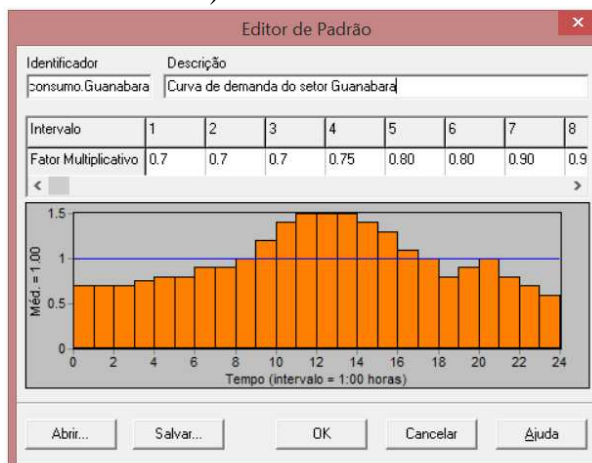 Editor de Padrão
Identificador Descrição
consumo.Guanabara Curva de demanda do setor Guanabara
Intervalo 1 2 3 4 5 6 7 8
Fator Multiplicativo 0.7 0.7 0.7 0.75 0.80 0.80 0.90 0.9
1.5
1
0.5
0
Méd. = 1.00
0 2 4 6 8 10 12 14 16 18 20 22 24
Tempo (intervalo = 1:00 horas)
Abrir... Salvar... OK Cancelar Ajuda